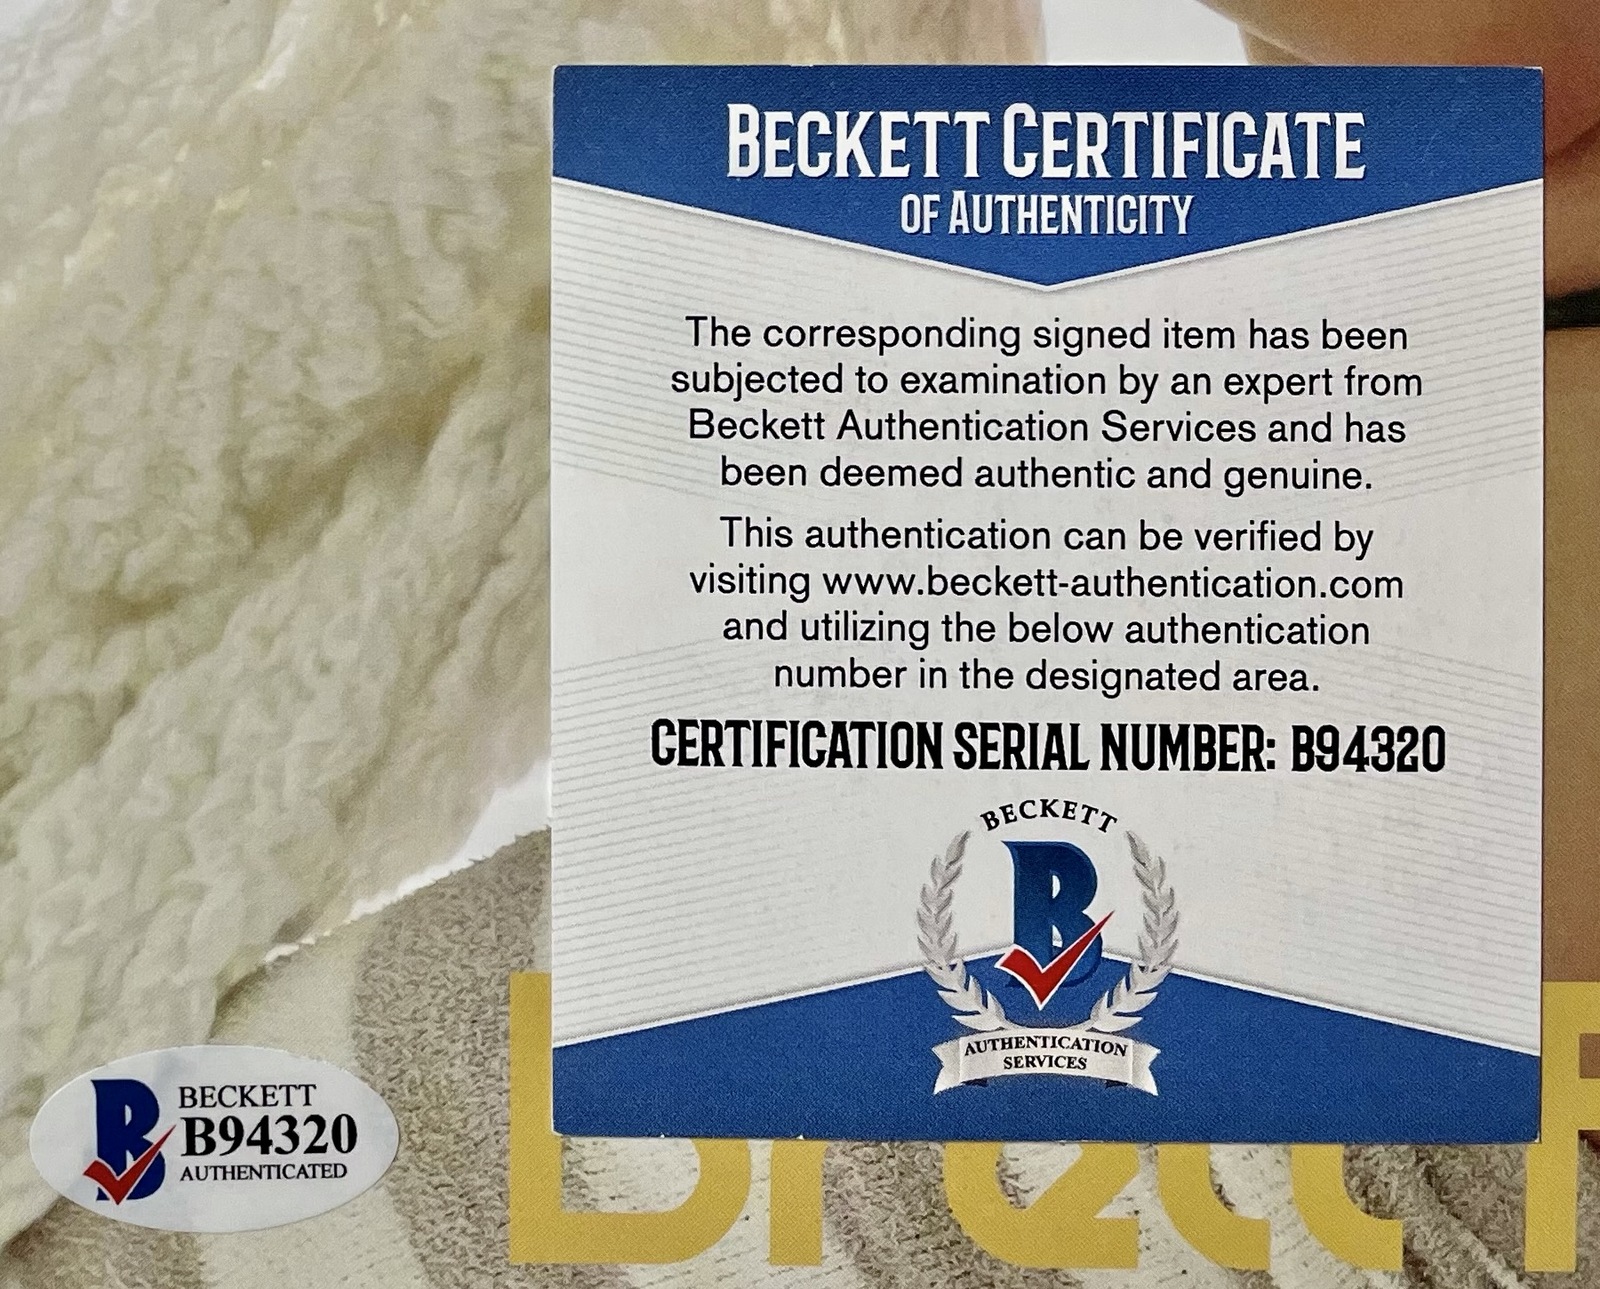 BECKETT CERTIFICATE
OF AUTHENTICITY
The corresponding signed item has been
subjected to examination by an expert from
Beckett Authentication Services and has
been deemed authentic and genuine.
This authentication can be verified by
visiting www.beckett-authentication.com
and utilizing the below authentication
number in the designated area.
CERTIFICATION SERIAL NUMBER: B94320
BECKETT
B
AUTHENTICATION
SERVICES
B
BECKETT
B94320
AUTHENTICATED